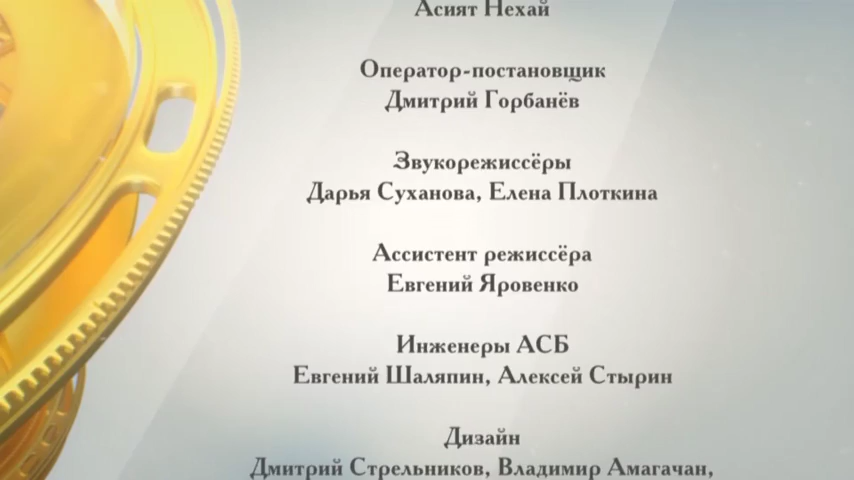 Асият Нехай
Оператор-постановщик
Дмитрий Горбанёв
Звукорежиссёры
Дарья Суханова, Елена Плоткина
Ассистент режиссёра
Евгений Яровенко
Инженеры АСБ
Евгений Шаляпин, Алексей Стырин
Дизайн
Дмитрий Стрельников, Владимир Амагачан,